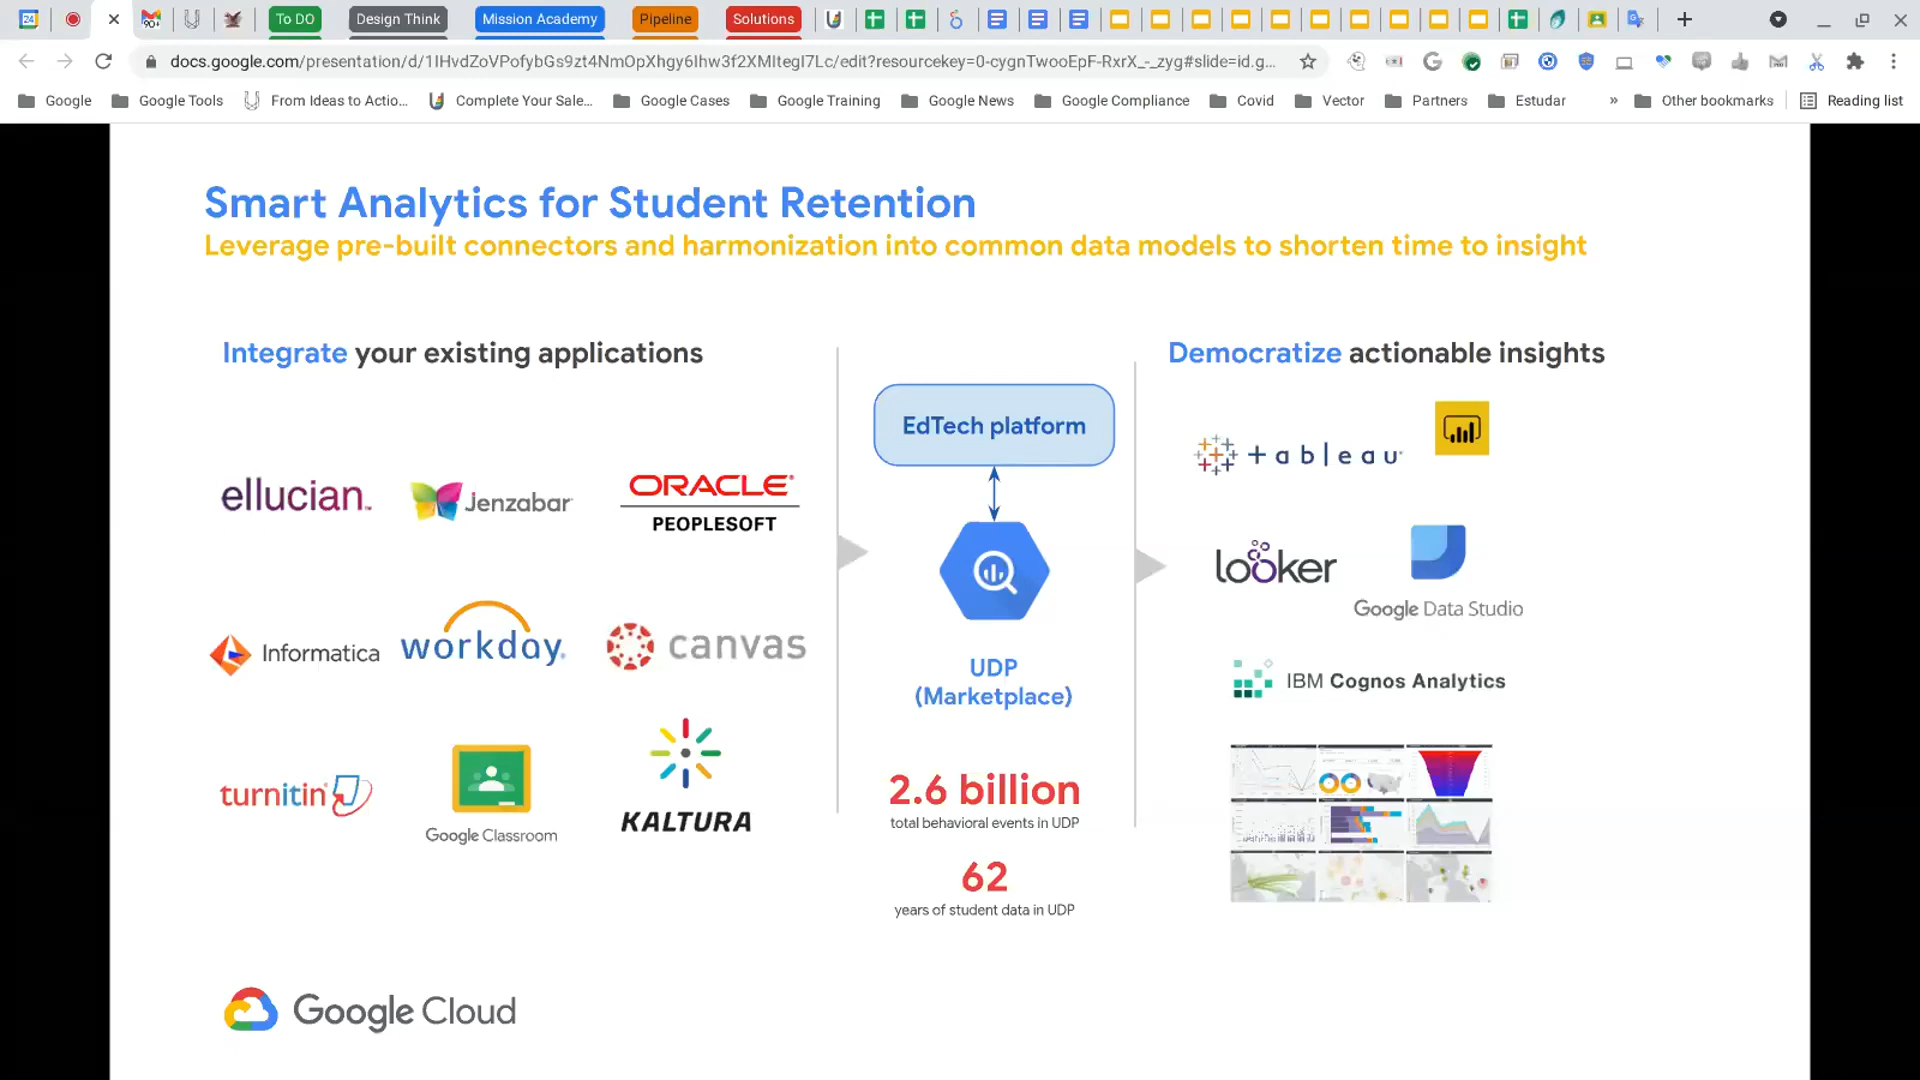 24
90+
To DO
Design Think
Mission Academy
Pipeline
Solutions
docs.google.com/presentation/d/1IHvdZoVPofybGs9zt4NmOpXhgy6Ihw3f2XMItegI7Lc/edit?resourcekey=0-cygnTwooEpF-RxrX_-_zyg#slide=id.g...
Google
Google Tools
From Ideas to Actio...
Complete Your Sale...
Google Cases
Google Training
Google News
Google Compliance
Covid
Vector
Partners
Estudar
»
Other bookmarks
Reading list
Smart Analytics for Student Retention
Leverage pre-built connectors and harmonization into common data models to shorten time to insight
Integrate your existing applications
ellucian™
Jenzabar
ORACLE®
PEOPLESOFT
Informatica
workday®
canvas
turnitin
Google Classroom
KALTURA
EdTech platform
UDP
(Marketplace)
2.6 billion
total behavioral events in UDP
62
years of student data in UDP
Democratize actionable insights
+ a b l e a u
looker
Google Data Studio
IBM Cognos Analytics
Google Cloud